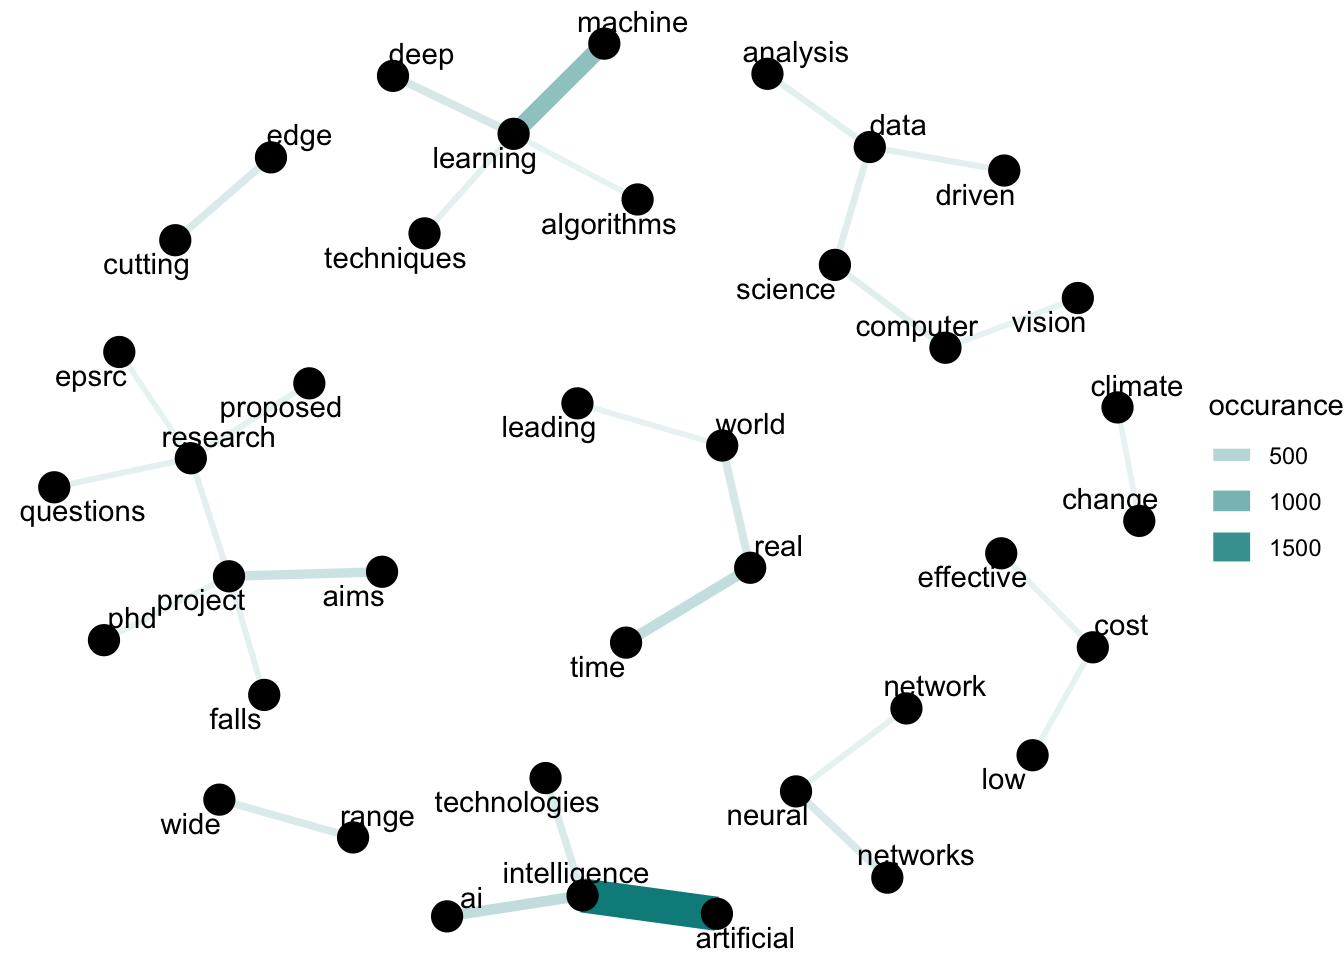 machine
deep
analysis
edge
data
learning
driven
algorithms
techniques
cutting
science
computer
vision
epsrc
proposed
climate
occurance
leading
world
research
500
questions
change
1000
real
1500
effective
project
aims
phd
cost
time
network
falls
low
technologies
range
wide
neural
networks
intelligence
ai
artificial